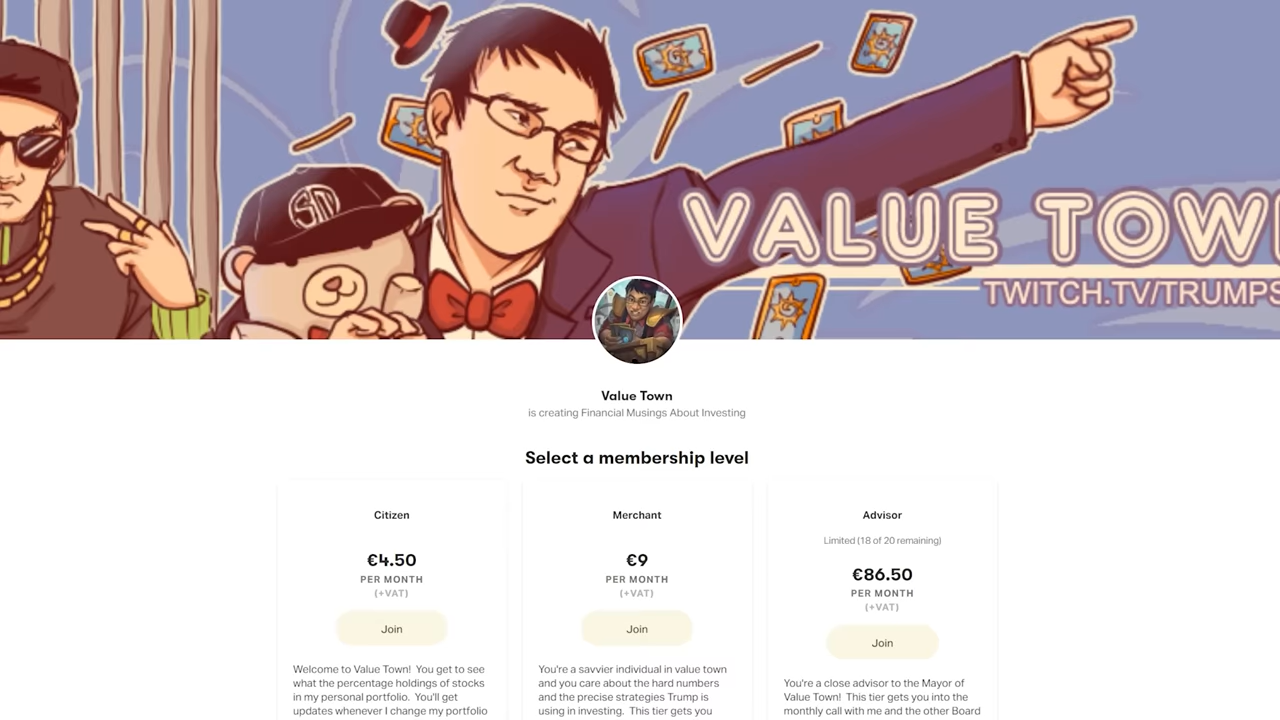 SN
VALUE TOW
TWITCH.TV/TRUMPS
Value Town
is creating Financial Musings About Investing
Select a membership level
Citizen
€4.50
PER MONTH
(+VAT)
Join
Welcome to Value Town! You get to see
what the percentage holdings of stocks
in my personal portfolio. You'll get
updates whenever I change my portfolio
Merchant
€9
PER MONTH
(+VAT)
Join
You're a savvier individual in value town
and you care about the hard numbers
and the precise strategies Trump is
using in investing. This tier gets you
Advisor
Limited (18 of 20 remaining)
€86.50
PER MONTH
(+VAT)
Join
You're a close advisor to the Mayor of
Value Town! This tier gets you into the
monthly call with me and the other Board